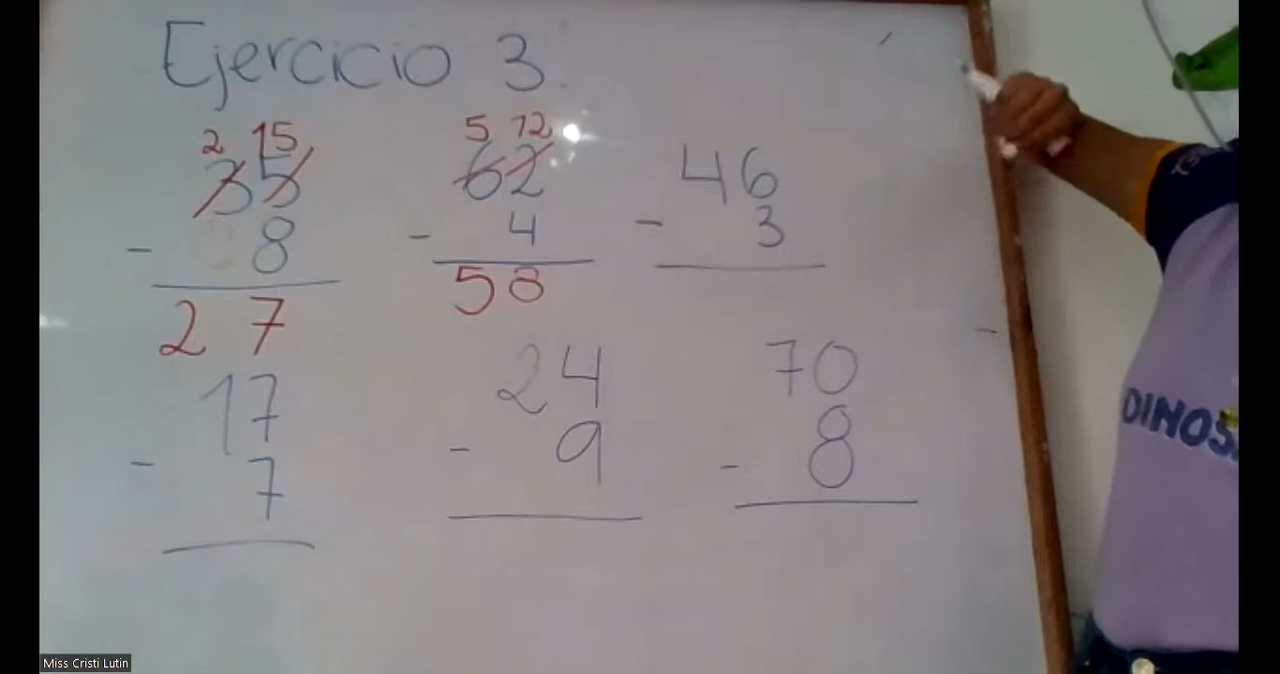 Ejercicio 3.
2 15 5 12
35 62 46
- 8 - 4 - 3
27 58
17 24 70
- 7 - 9 - 8
DINOS
Miss Cristi Lutin